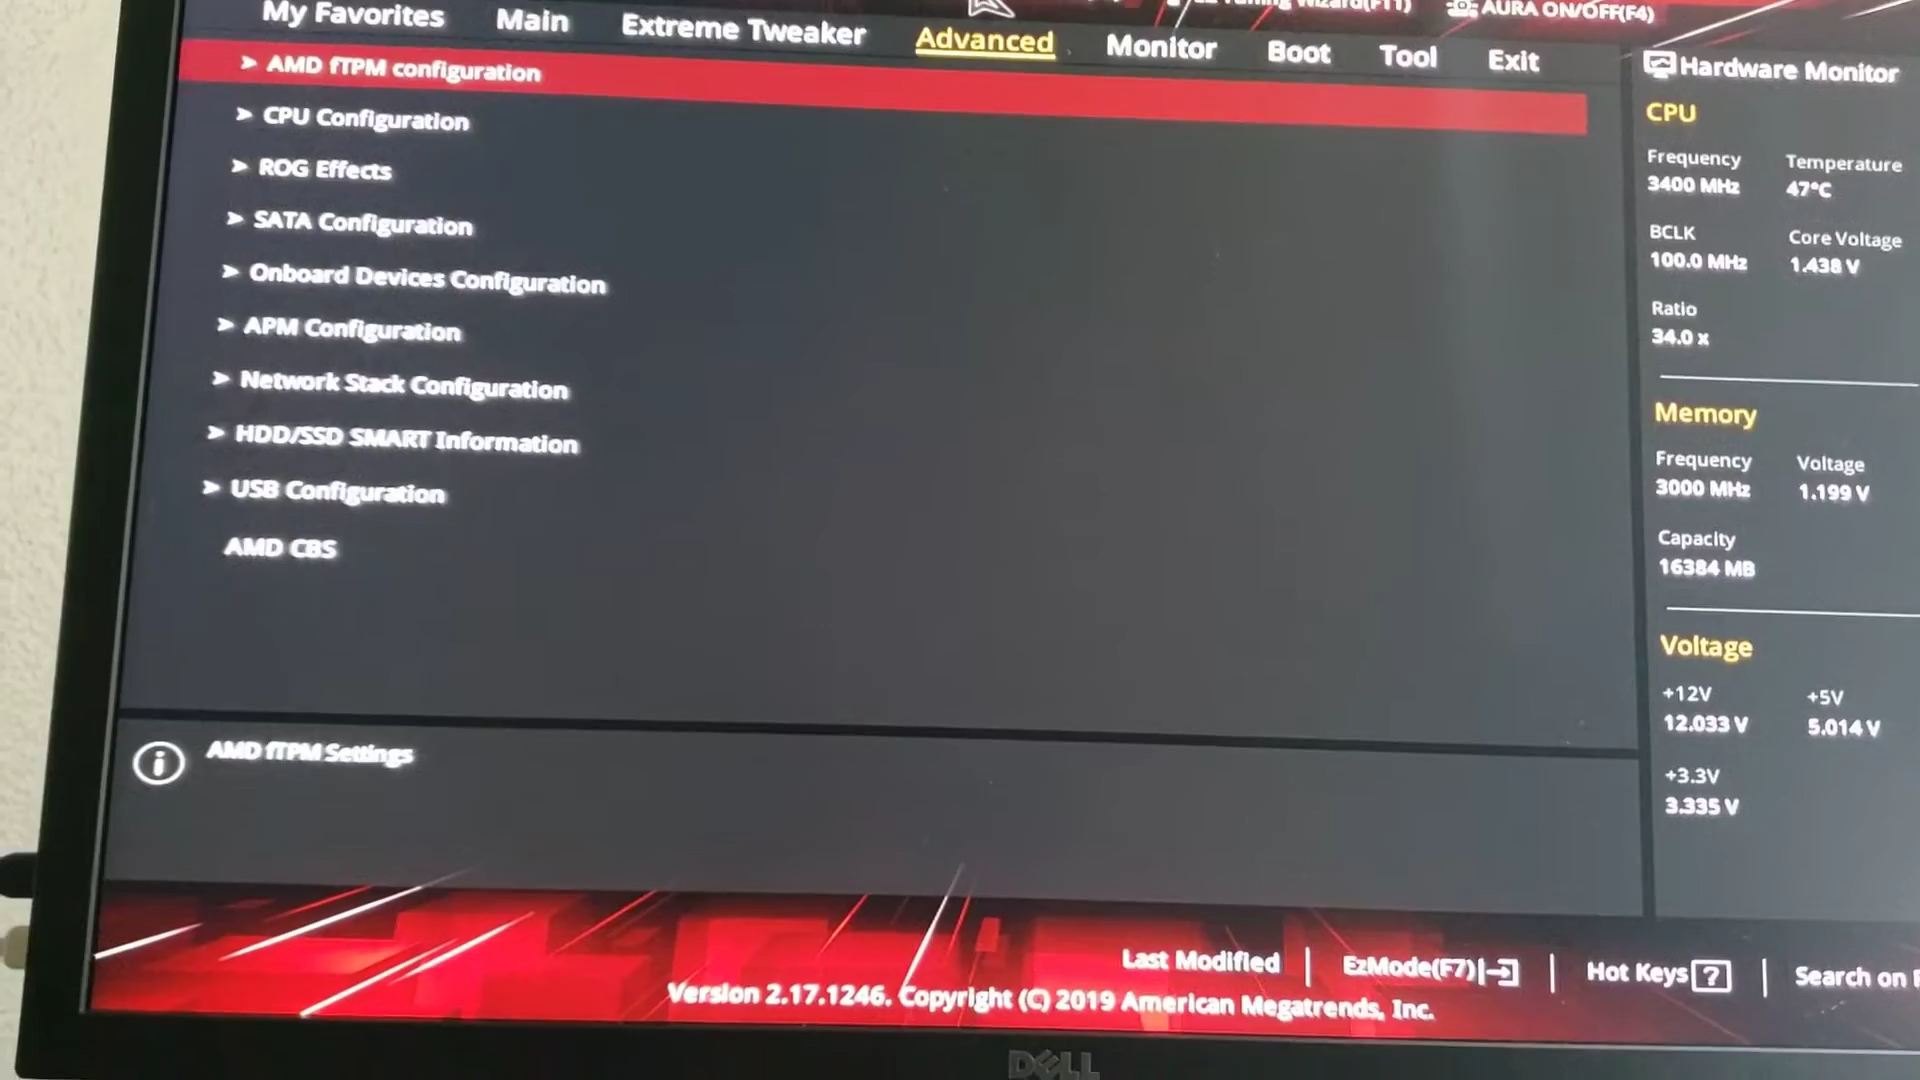 AURA ON/OFF(F4)
My Favorites Main Extreme Tweaker Advanced Monitor Boot Tool Exit
Hardware Monitor
> AMD fTPM configuration
> CPU Configuration
> ROG Effects
> SATA Configuration
> Onboard Devices Configuration
> APM Configuration
> Network Stack Configuration
> HDD/SSD SMART Information
> USB Configuration
AMD CBS
AMD fTPM Settings
CPU
Frequency Temperature
3400 MHz 47°C
BCLK Core Voltage
100.0 MHz 1.438 V
Ratio
34.0 x
Memory
Frequency Voltage
3000 MHz 1.199 V
Capacity
16384 MB
Voltage
+12V +5V
12.033 V 5.014 V
+3.3V
3.335 V
Last Modified | EzMode(F7) | Hot Keys ? | Search on
Version 2.17.1246. Copyright (C) 2019 American Megatrends, Inc.
DELL